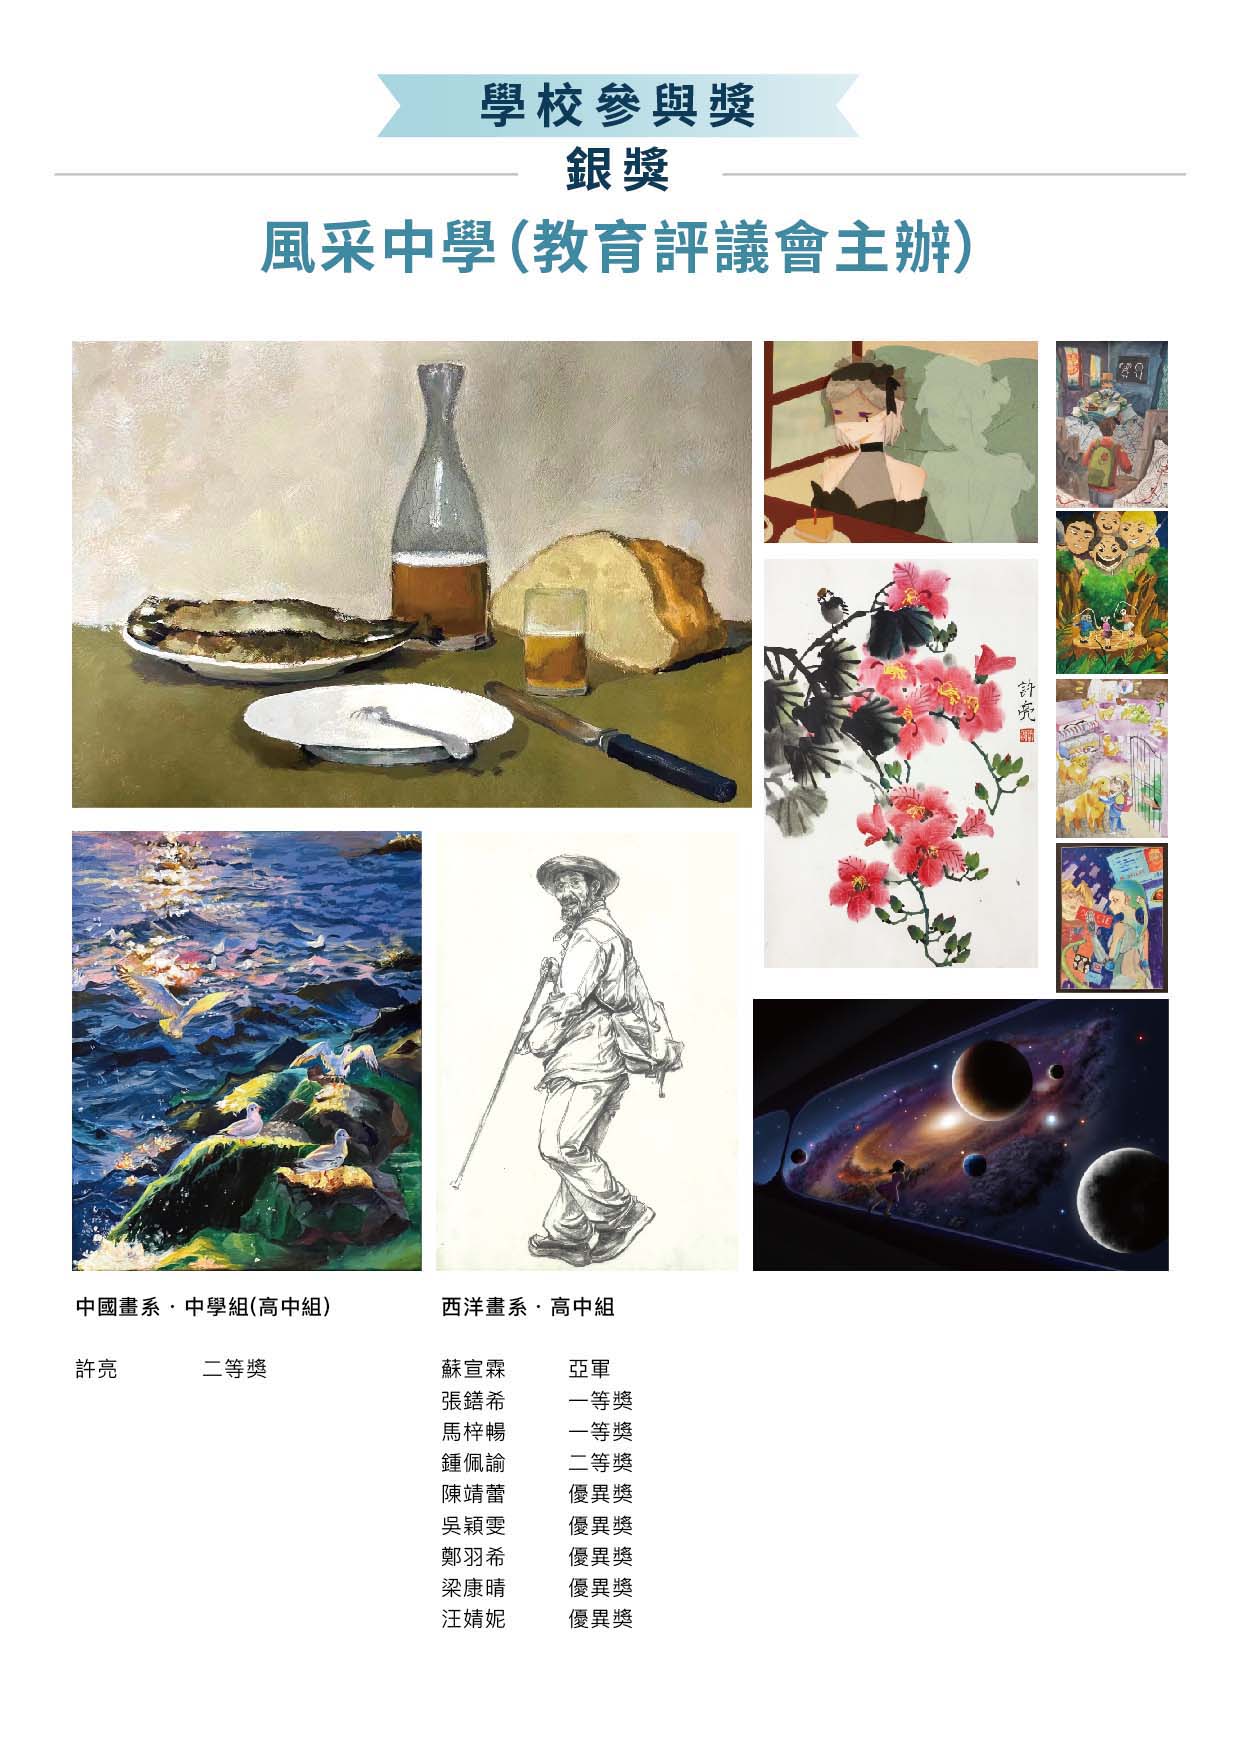 學校參與獎
銀獎
風采中學(教育評議會主辦)
許亮
中國畫系．中學組(高中組)
許亮 二等獎
西洋畫系．高中組
蘇宣霖 亞軍
張鐥希 一等獎
馬梓暢 一等獎
鍾佩諭 二等獎
陳靖蕾 優異獎
吳穎雯 優異獎
鄭羽希 優異獎
梁康晴 優異獎
汪婧妮 優異獎